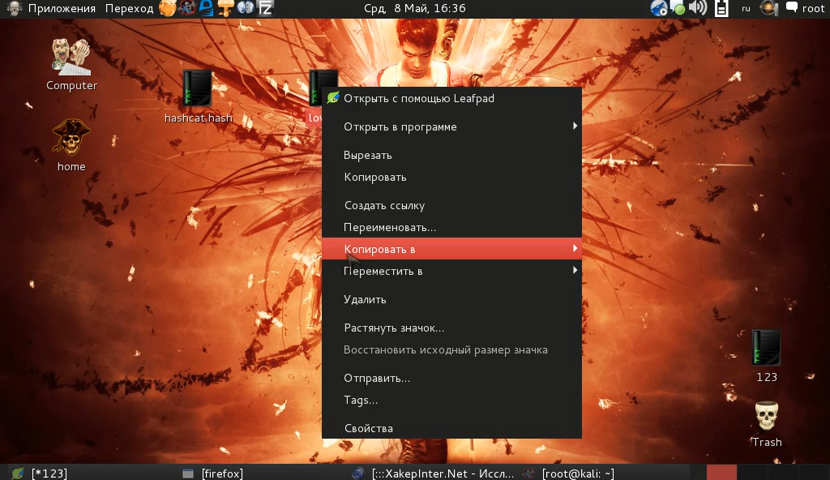 Приложения Переход
Срд, 8 Май, 16:36
ru
root
Computer
hashcat.hash
home
Открыть с помощью Leafpad
Открыть в программе
Вырезать
Копировать
Создать ссылку
Переименовать...
Копировать в
Переместить в
Удалить
Растянуть значок...
Восстановить исходный размер значка
Отправить...
Tags...
Свойства
123
Trash
[*123]
[firefox]
[:::XakepInter.Net - Иссл...
[root@kali: ~]